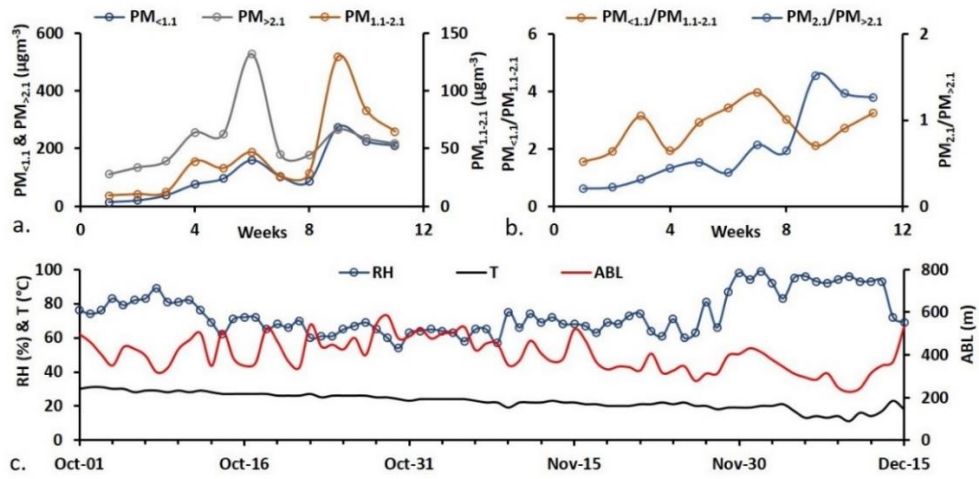 PM<1.1 PM>2.1 PM1.1-2.1
PM<1.1 & PM>2.1 (µgm-3)
600
400
200
0
150
100
50
0
PM1.1-2.1 (µgm-3)
0 4 8 12
Weeks
a.
PM<1.1/PM1.1-2.1 PM2.1/PM>2.1
PM<1.1/PM1.1-2.1
6
4
2
0
2
1
0
PM2.1/PM>2.1
0 4 8 12
Weeks
b.
RH T ABL
RH (%) & T (°C)
100
80
60
40
20
0
800
600
400
200
0
ABL (m)
Oct-01 Oct-16 Oct-31 Nov-15 Nov-30 Dec-15
c.